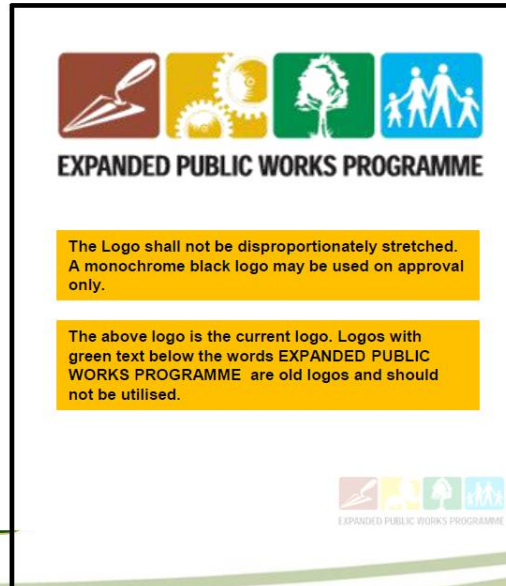 EXPANDED PUBLIC WORKS PROGRAMME
The Logo shall not be disproportionately stretched.
A monochrome black logo may be used on approval
only.
The above logo is the current logo. Logos with
green text below the words EXPANDED PUBLIC
WORKS PROGRAMME are old logos and should
not be utilised.
EXPANDED PUBLIC WORKS PROGRAMME